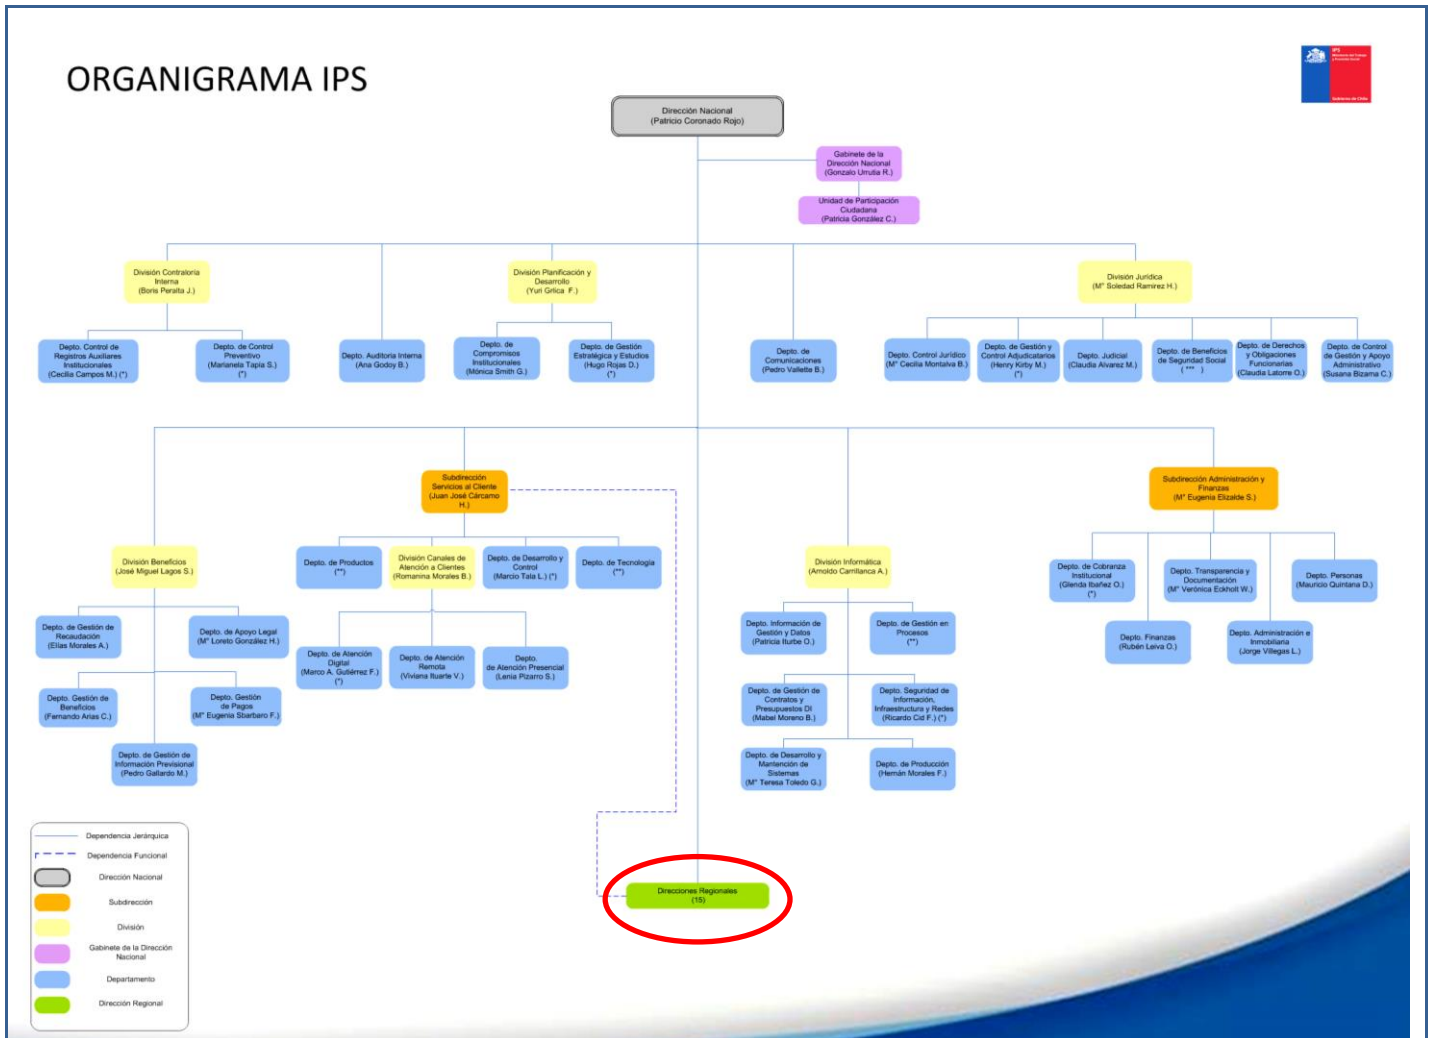 ORGANIGRAMA IPS
IPS
Ministerio del Trabajo
y Previsión Social
Gobierno de Chile
Dirección Nacional
(Patricio Coronado Rojo)
Gabinete de la
Dirección Nacional
(Gonzalo Urrutia R.)
Unidad de Participación
Ciudadana
(Patricia González C.)
División Contraloría
Interna
(Boris Peralta J.)
División Planificación y
Desarrollo
(Yuri Grlica F.)
División Jurídica
(M° Soledad Ramirez H.)
Depto. Control de
Registros Auxiliares
Institucionales
(Cecilia Campos M.) (*)
Depto. de Control
Preventivo
(Marianela Tapia S.)
(*)
Depto. Auditoria Interna
(Ana Godoy B.)
Depto. de
Compromisos
Institucionales
(Mónica Smith G.)
Depto. de Gestión
Estratégica y Estudios
(Hugo Rojas D.)
(*)
Depto. de
Comunicaciones
(Pedro Vallette B.)
Depto. Control Jurídico
(M° Cecilia Montalva B.)
Depto. de Gestión y
Control Adjudicatarios
(Henry Kirby M.)
(*)
Depto. Judicial
(Claudia Alvarez M.)
Depto. de Beneficios
de Seguridad Social
( *** )
Depto. de Derechos
y Obligaciones
Funcionarias
(Claudia Latorre O.)
Depto. de Control
de Gestión y Apoyo
Administrativo
(Susana Bizama C.)
Subdirección
Servicios al Cliente
(Juan José Cárcamo
H.)
Subdirección Administración y
Finanzas
(M° Eugenia Elizalde S.)
División Beneficios
(José Miguel Lagos S.)
Depto. de Productos
(**)
División Canales de
Atención a Clientes
(Romanina Morales B.)
Depto. de Desarrollo y
Control
(Marcio Tala L.) (*)
Depto. de Tecnología
(**)
División Informática
(Arnoldo Carrillanca A.)
Depto. de Cobranza
Institucional
(Glenda Ibañez O.)
(*)
Depto. Transparencia y
Documentación
(M° Verónica Eckholt W.)
Depto. Personas
(Mauricio Quintana D.)
Depto. de Gestión de
Recaudación
(Elías Morales A.)
Depto. de Apoyo Legal
(M° Loreto González H.)
Depto. de Atención
Digital
(Marco A. Gutiérrez F.)
(*)
Depto. de Atención
Remota
(Viviana Ituarte V.)
Depto.
de Atención Presencial
(Lenia Pizarro S.)
Depto. Información de
Gestión y Datos
(Patricia Iturbe O.)
Depto. de Gestión en
Procesos
(**)
Depto. Finanzas
(Rubén Leiva O.)
Depto. Administración e
Inmobiliaria
(Jorge Villegas L.)
Depto. Gestión de
Beneficios
(Fernando Arias C.)
Depto. Gestión
de Pagos
(M° Eugenia Sbarbaro F.)
Depto. de Gestión de
Contratos y
Presupuestos DI
(Mabel Moreno B.)
Depto. Seguridad de
Información,
Infraestructura y Redes
(Ricardo Cid F.) (*)
Depto. de Gestión de
Información Previsional
(Pedro Gallardo M.)
Depto. de Desarrollo y
Mantención de
Sistemas
(M° Teresa Toledo G.)
Depto. de Producción
(Hernán Morales F.)
Direcciones Regionales
(15)
Dependencia Jerárquica
Dependencia Funcional
Dirección Nacional
Subdirección
División
Gabinete de la Dirección
Nacional
Departamento
Dirección Regional